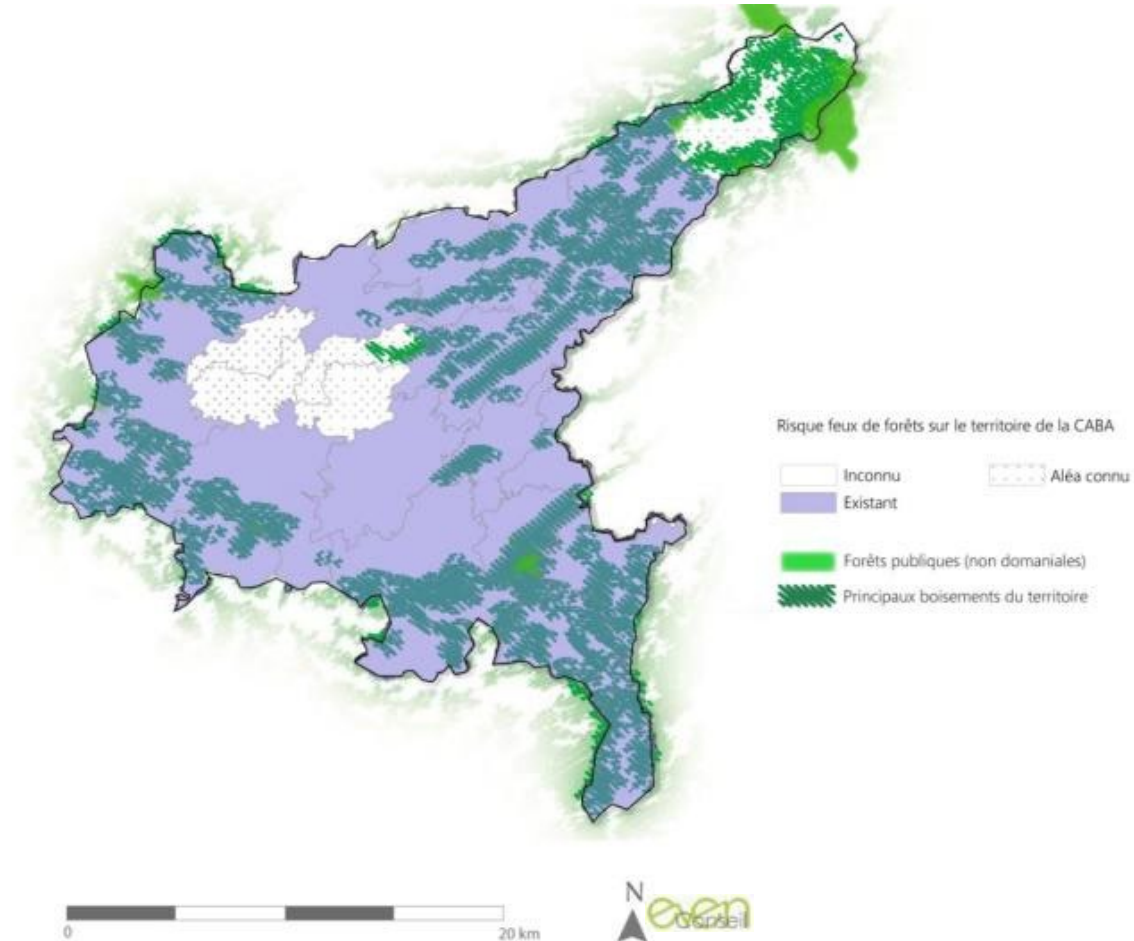 Risque feux de forêts sur le territoire de la CABA
Inconnu
Aléa connu
Existant
Forêts publiques (non domaniales)
Principaux boisements du territoire
0
20 km
N
even
Conseil